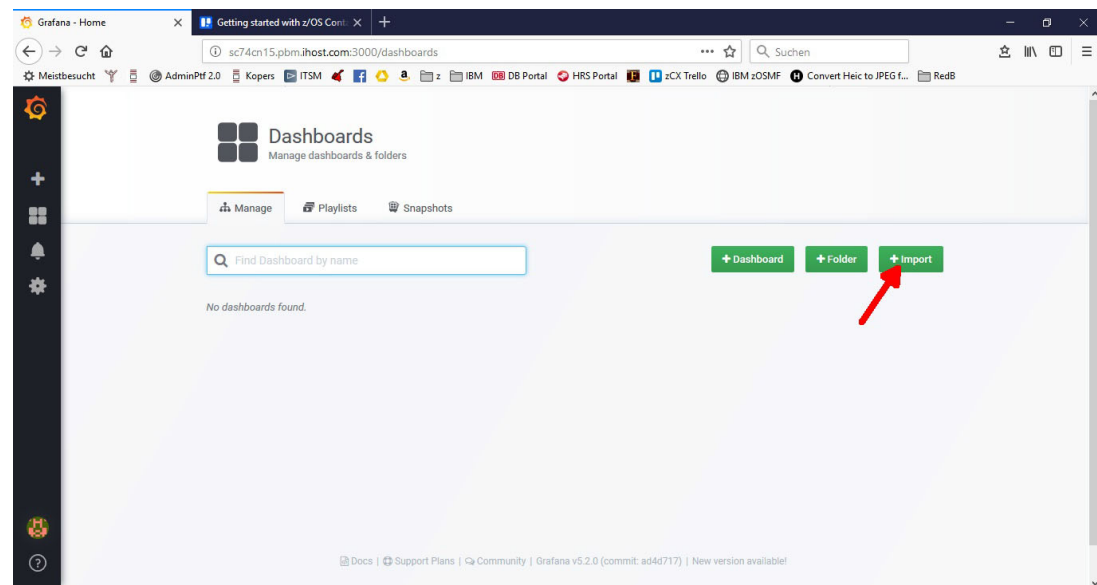 Grafana - Home
Getting started with z/OS Cont
sc74cn15.pbm.ihost.com:3000/dashboards
Suchen
Meistbesucht AdminPtf 2.0 Kopers ITSM z IBM DB Portal HRS Portal zCX Trello IBM zOSMF Convert Heic to JPEG f... RedB
Dashboards
Manage dashboards & folders
Manage Playlists Snapshots
Find Dashboard by name
+ Dashboard + Folder + Import
No dashboards found.
Docs | Support Plans | Community | Grafana v5.2.0 (commit: ad4d717) | New version available!